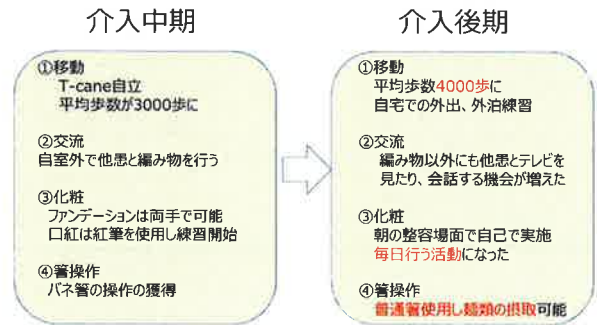 介入中期
①移動
T-cane自立
平均歩数が3000歩に
②交流
自室外で他患と編み物を行う
③化粧
ファンデーションは両手で可能
口紅は紅筆を使用し練習開始
④箸操作
バネ箸の操作の獲得
介入後期
①移動
平均歩数4000歩に
自宅での外出、外泊練習
②交流
編み物以外にも他患とテレビを
見たり、会話する機会が増えた
③化粧
朝の整容場面で自己で実施
毎日行う活動になった
④箸操作
普通箸使用し麺類の摂取可能